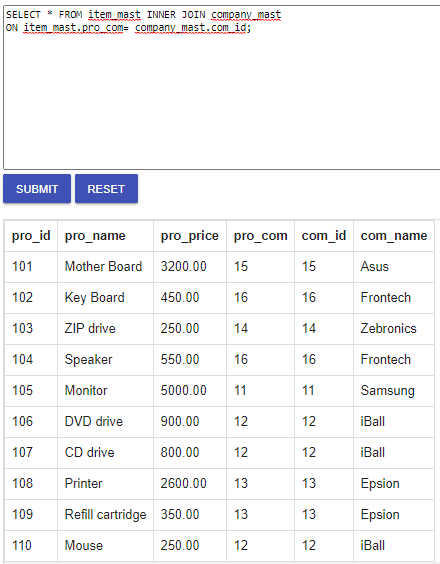 SELECT * FROM item_mast INNER JOIN company_mast
ON item_mast.pro_com= company_mast.com_id;
SUBMIT RESET
pro_id pro_name pro_price pro_com com_id com_name
101 Mother Board 3200.00 15 15 Asus
102 Key Board 450.00 16 16 Frontech
103 ZIP drive 250.00 14 14 Zebronics
104 Speaker 550.00 16 16 Frontech
105 Monitor 5000.00 11 11 Samsung
106 DVD drive 900.00 12 12 iBall
107 CD drive 800.00 12 12 iBall
108 Printer 2600.00 13 13 Epsion
109 Refill cartridge 350.00 13 13 Epsion
110 Mouse 250.00 12 12 iBall